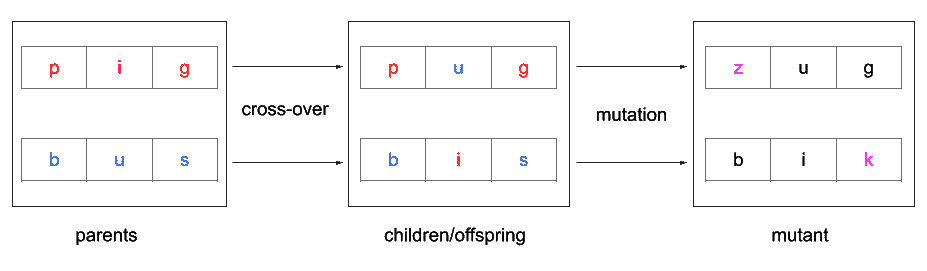 p i g p u g z u g
cross-over mutation
b u s b i s b i k
parents children/offspring mutant